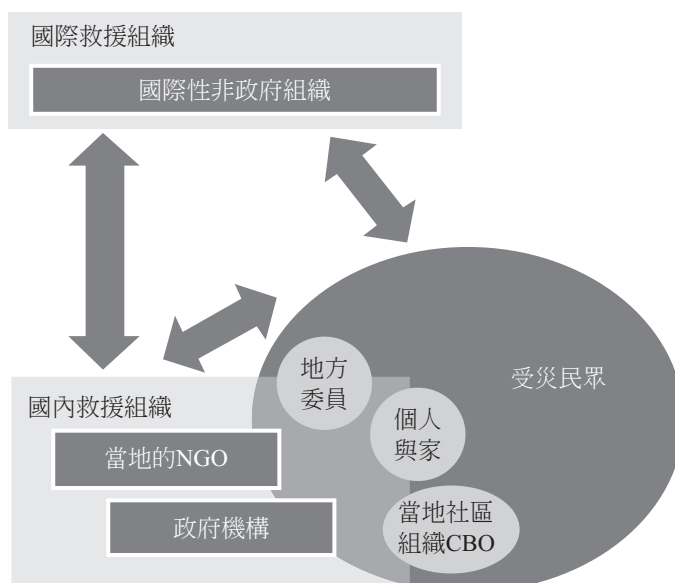 國際救援組織
國際性非政府組織
地方
委員
受災民眾
國內救援組織
個人
與家
當地的NGO
當地社區
組織CBO
政府機構